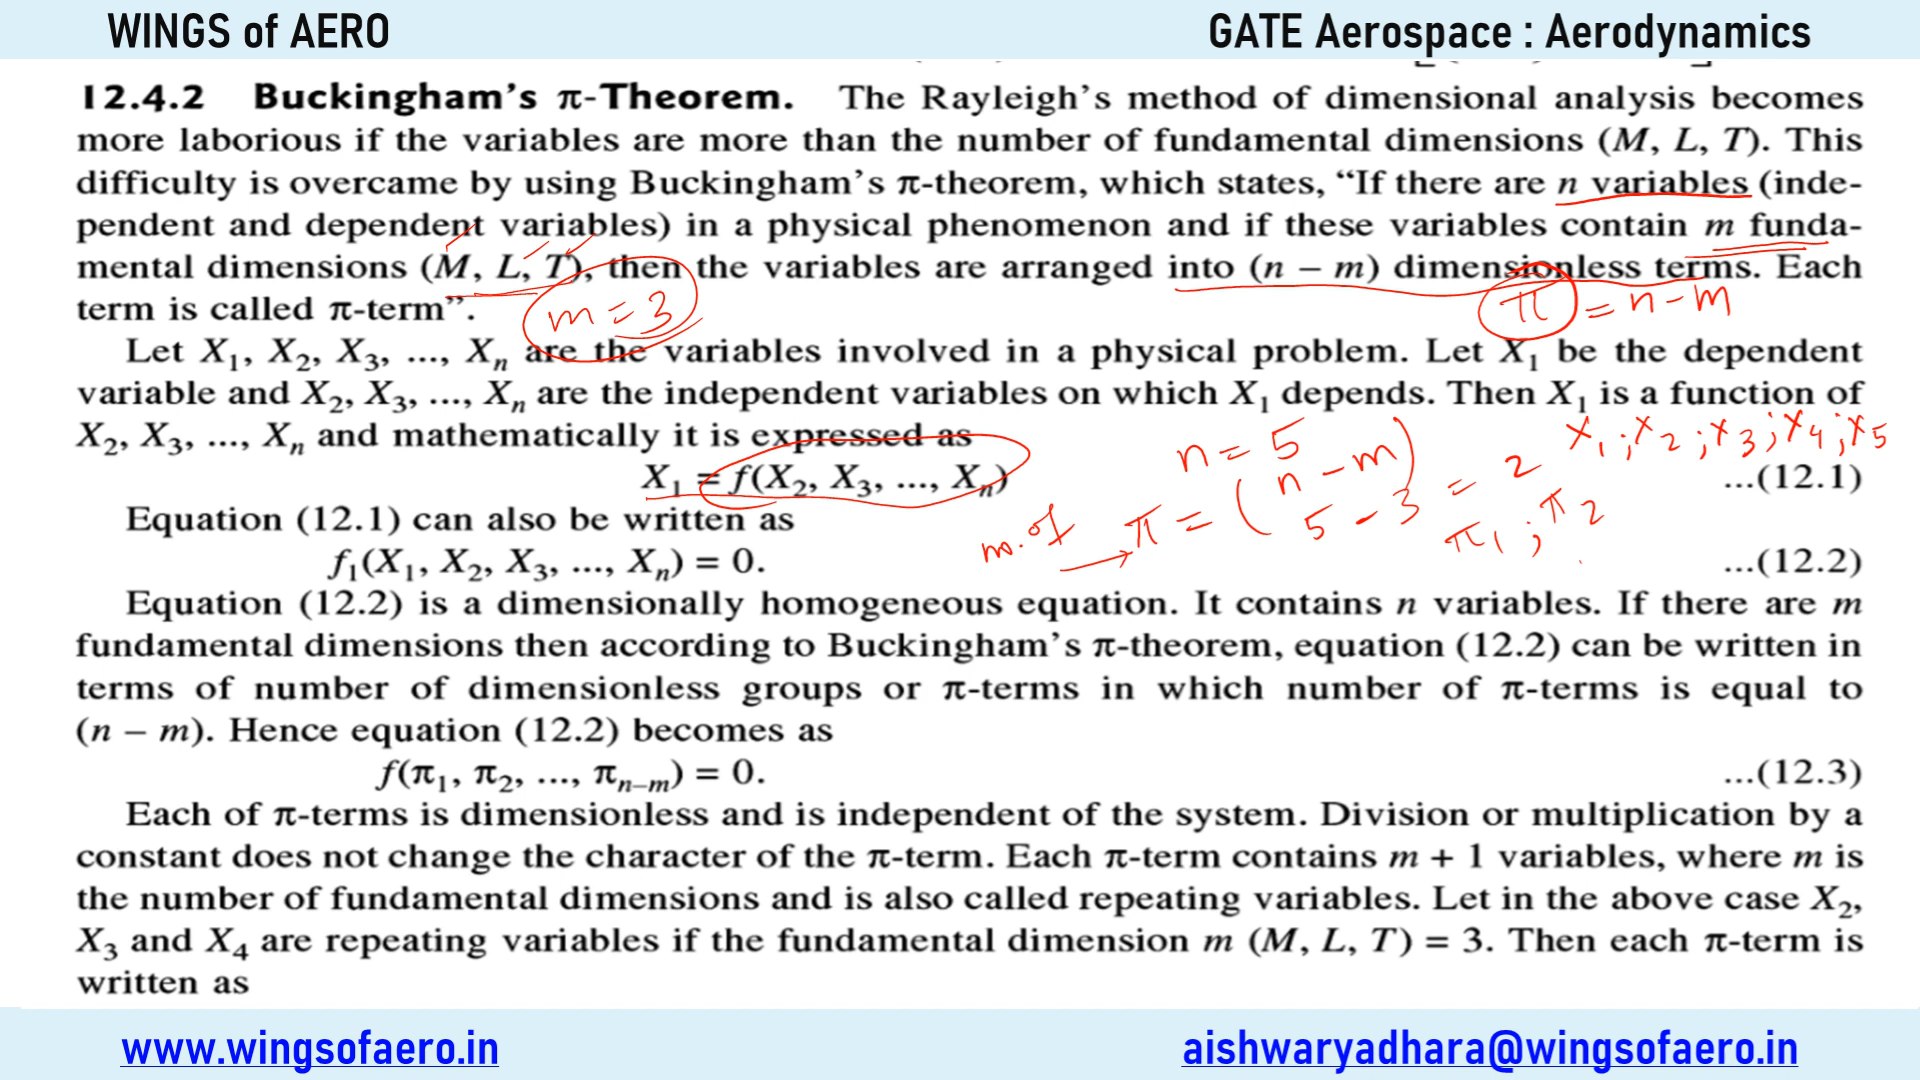 WINGS of AERO
GATE Aerospace : Aerodynamics
12.4.2 Buckingham's π-Theorem. The Rayleigh's method of dimensional analysis becomes
more laborious if the variables are more than the number of fundamental dimensions (M, L, T). This
difficulty is overcame by using Buckingham's π-theorem, which states, "If there are n variables (inde-
pendent and dependent variables) in a physical phenomenon and if these variables contain m funda-
mental dimensions (M, L, T), then the variables are arranged into (n – m) dimensionless terms. Each
term is called π-term".
m = 3
π = n-m
Let X₁, X₂, X₃, ..., Xₙ are the variables involved in a physical problem. Let X₁ be the dependent
variable and X₂, X₃, ..., Xₙ are the independent variables on which X₁ depends. Then X₁ is a function of
X₂, X₃, ..., Xₙ and mathematically it is expressed as
n = 5
x₁ ; x₂ ; x₃ ; x₄ ; x₅
X₁ = f(X₂, X₃, ..., Xₙ) ...(12.1)
no. of π = (n - m)
5 - 3 = 2
π₁ ; π₂
Equation (12.1) can also be written as
f₁(X₁, X₂, X₃, ..., Xₙ) = 0. ...(12.2)
Equation (12.2) is a dimensionally homogeneous equation. It contains n variables. If there are m
fundamental dimensions then according to Buckingham's π-theorem, equation (12.2) can be written in
terms of number of dimensionless groups or π-terms in which number of π-terms is equal to
(n – m). Hence equation (12.2) becomes as
f(π₁, π₂, ..., πₙ₋ₘ) = 0. ...(12.3)
Each of π-terms is dimensionless and is independent of the system. Division or multiplication by a
constant does not change the character of the π-term. Each π-term contains m + 1 variables, where m is
the number of fundamental dimensions and is also called repeating variables. Let in the above case X₂,
X₃ and X₄ are repeating variables if the fundamental dimension m (M, L, T) = 3. Then each π-term is
written as
www.wingsofaero.in
aishwaryadhara@wingsofaero.in